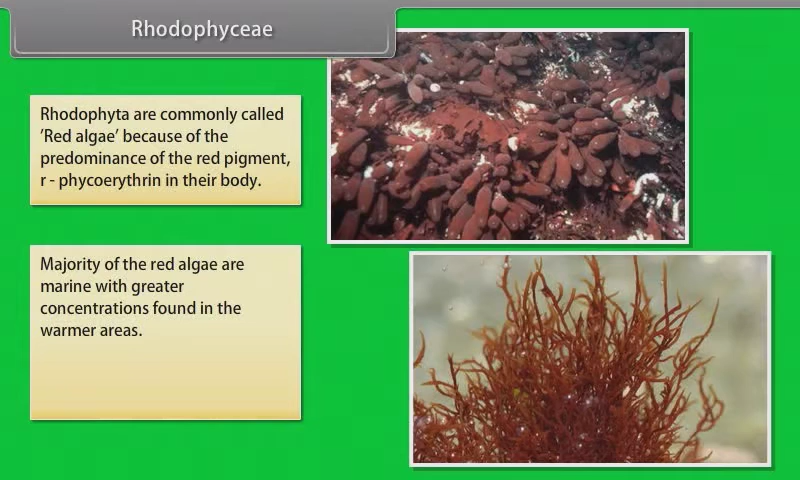 Rhodophyceae
Rhodophyta are commonly called
'Red algae' because of the
predominance of the red pigment,
r - phycoerythrin in their body.
Majority of the red algae are
marine with greater
concentrations found in the
warmer areas.